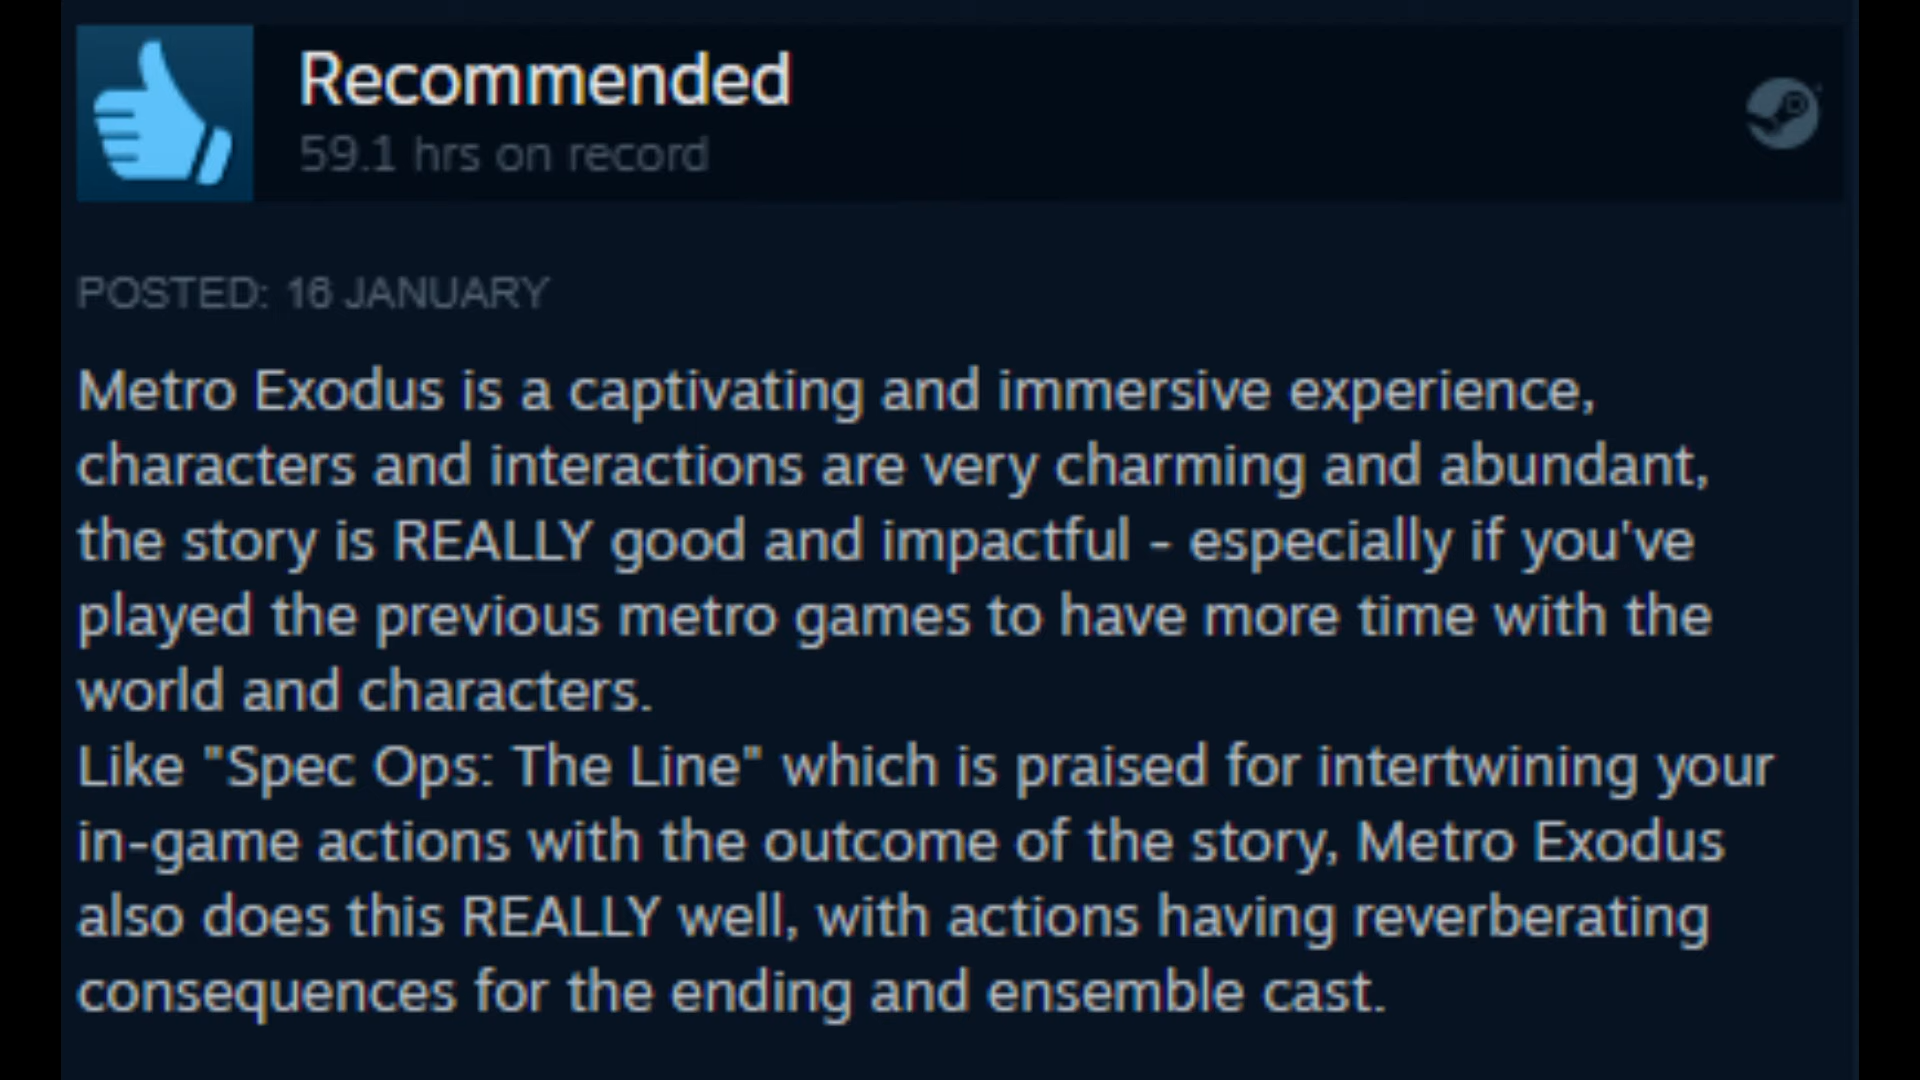 Recommended
59.1 hrs on record
POSTED: 16 JANUARY
Metro Exodus is a captivating and immersive experience,
characters and interactions are very charming and abundant,
the story is REALLY good and impactful - especially if you've
played the previous metro games to have more time with the
world and characters.
Like "Spec Ops: The Line" which is praised for intertwining your
in-game actions with the outcome of the story, Metro Exodus
also does this REALLY well, with actions having reverberating
consequences for the ending and ensemble cast.